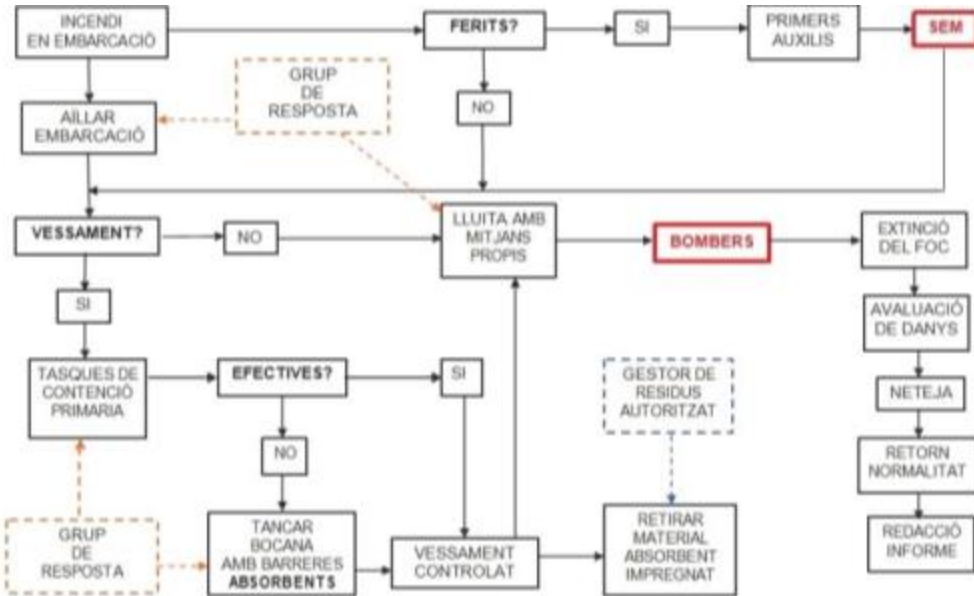 INCENDI
EN EMBARCACIÓ
FERITS?
SI
PRIMERS
AUXILIS
SEM
GRUP
DE
RESPOSTA
NO
AÏLLAR
EMBARCACIÓ
VESSAMENT?
NO
LLUITA AMB
MITJANS
PROPIS
BOMBERS
EXTINCIÓ
DEL FOC
SI
AVALUACIÓ
DE DANYS
TASQUES DE
CONTENCIÓ
PRIMARIA
EFECTIVES?
SI
GESTOR DE
RESIDUS
AUTORITZAT
NETEJA
NO
RETORN
NORMALITAT
GRUP
DE
RESPOSTA
TANCAR
BOCANA
AMB BARRERES
ABSORBENTS
VESSAMENT
CONTROLAT
RETIRAR
MATERIAL
ABSORBENT
IMPREGNAT
REDACCIÓ
INFORME